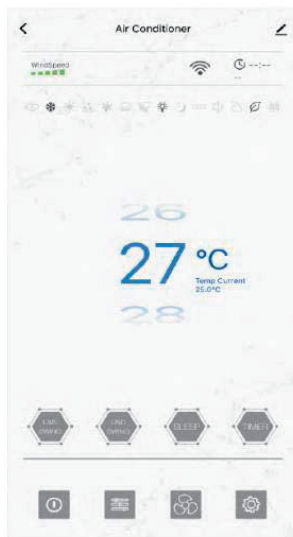 Air Conditioner
WindSpeed
--:--
--
26
27 °C
Temp Current
25.0°C
28
SLEEP
TIMER